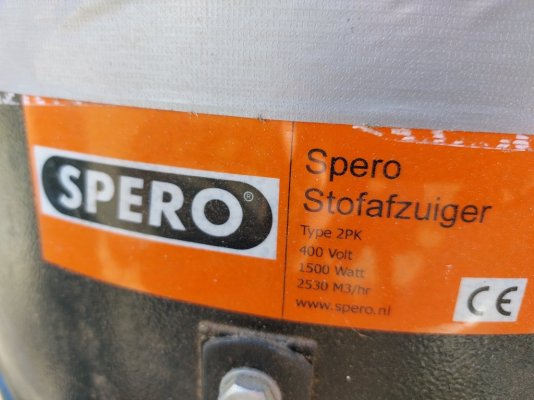 SPERO®
Spero
Stofafzuiger
Type 2PK
400 Volt
1500 Watt
2530 M3/hr
www.spero.nl
CE